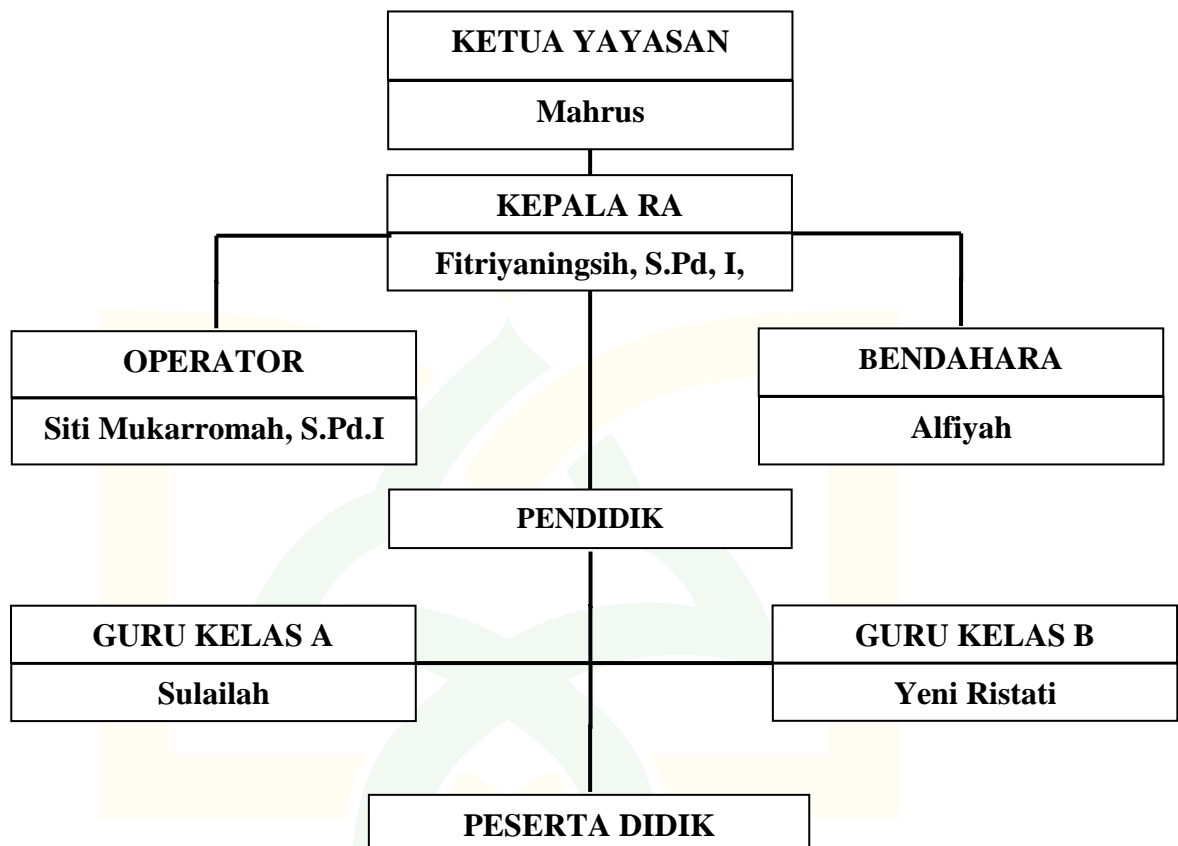 KETUA YAYASAN
Mahrus
KEPALA RA
Fitriyaningsih, S.Pd, I,
OPERATOR
Siti Mukarromah, S.Pd.I
BENDAHARA
Alfiyah
PENDIDIK
GURU KELAS A
Sulailah
GURU KELAS B
Yeni Ristati
PESERTA DIDIK